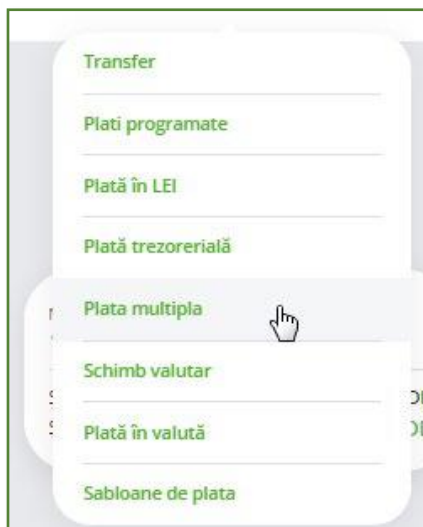 Transfer
Plati programate
Plată în LEI
Plată trezorerială
Plata multipla
Schimb valutar
Plată în valută
Sabloane de plata